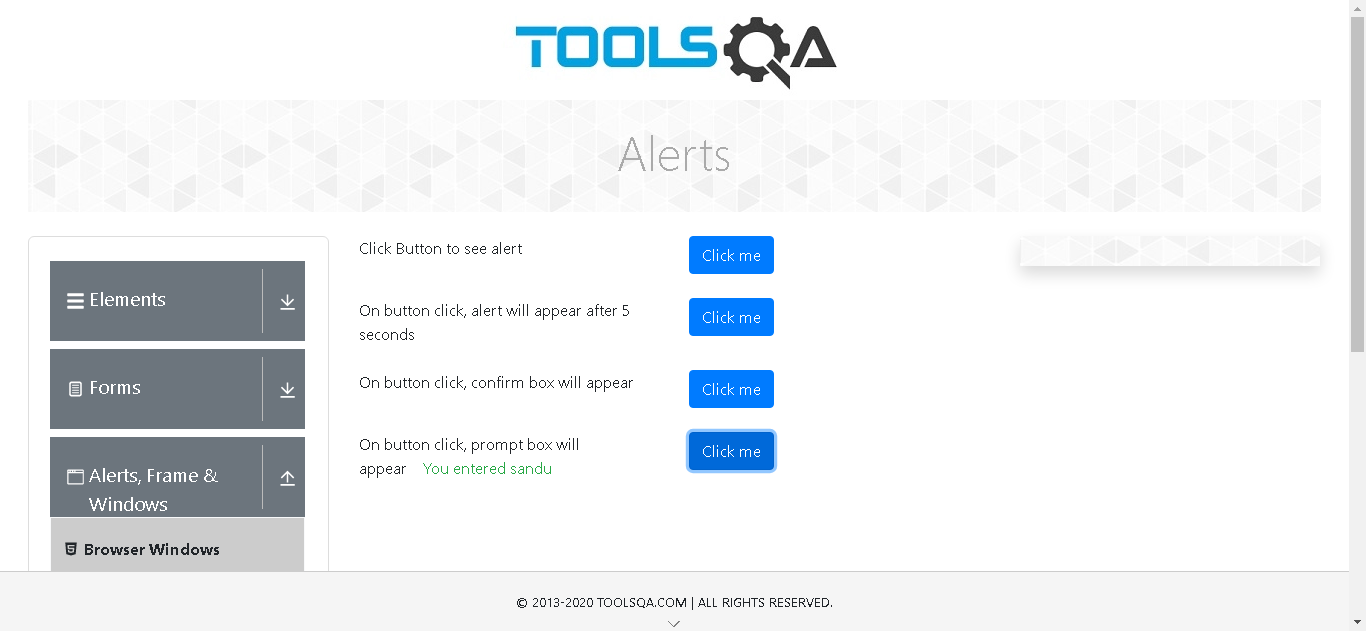 TOOLSQA
Alerts
Elements
Forms
Alerts, Frame &
Windows
Browser Windows
Click Button to see alert
Click me
On button click, alert will appear after 5
seconds
Click me
On button click, confirm box will appear
Click me
On button click, prompt box will
appear You entered sandu
Click me
© 2013-2020 TOOLSQA.COM | ALL RIGHTS RESERVED.